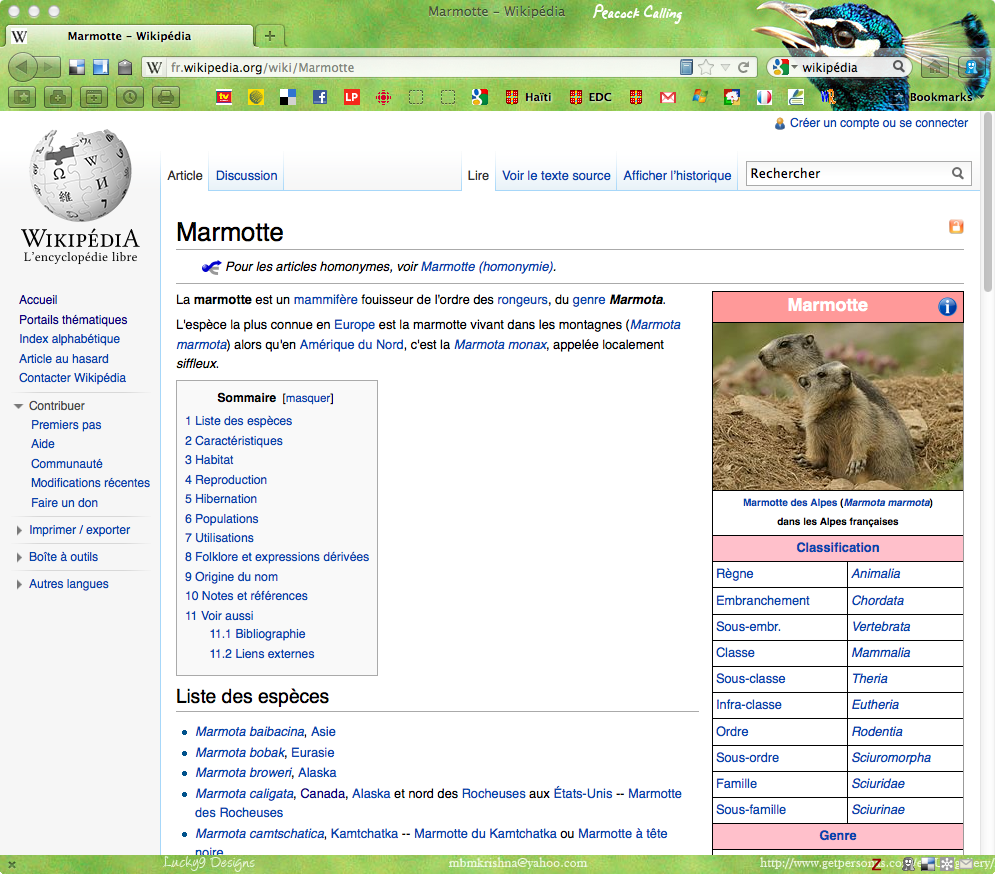 Marmotte – Wikipédia
Peacock Calling
W Marmotte – Wikipédia
W fr.wikipedia.org/wiki/Marmotte
wikipédia
tv
LP
Haïti
EDC
Bookmarks
Créer un compte ou se connecter
WIKIPÉDIA
L'encyclopédie libre
Article Discussion Lire Voir le texte source Afficher l'historique Rechercher
Accueil
Portails thématiques
Index alphabétique
Article au hasard
Contacter Wikipédia
Contribuer
Premiers pas
Aide
Communauté
Modifications récentes
Faire un don
Imprimer / exporter
Boîte à outils
Autres langues
Marmotte
Pour les articles homonymes, voir Marmotte (homonymie).
La marmotte est un mammifère fouisseur de l'ordre des rongeurs, du genre Marmota.
L'espèce la plus connue en Europe est la marmotte vivant dans les montagnes (Marmota
marmota) alors qu'en Amérique du Nord, c'est la Marmota monax, appelée localement
siffleux.
Sommaire [masquer]
1 Liste des espèces
2 Caractéristiques
3 Habitat
4 Reproduction
5 Hibernation
6 Populations
7 Utilisations
8 Folklore et expressions dérivées
9 Origine du nom
10 Notes et références
11 Voir aussi
11.1 Bibliographie
11.2 Liens externes
Liste des espèces
Marmota baibacina, Asie
Marmota bobak, Eurasie
Marmota broweri, Alaska
Marmota caligata, Canada, Alaska et nord des Rocheuses aux États-Unis -- Marmotte
des Rocheuses
Marmota camtschatica, Kamtchatka -- Marmotte du Kamtchatka ou Marmotte à tête
noire
Marmotte
Marmotte des Alpes (Marmota marmota)
dans les Alpes françaises
Classification
Règne Animalia
Embranchement Chordata
Sous-embr. Vertebrata
Classe Mammalia
Sous-classe Theria
Infra-classe Eutheria
Ordre Rodentia
Sous-ordre Sciuromorpha
Famille Sciuridae
Sous-famille Sciurinae
Genre
Lucky9 Designs
mbmkrishna@yahoo.com
http://www.getperson